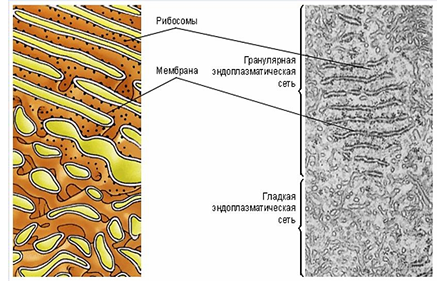 Рибосомы
Гранулярная
эндоплазматическая
сеть
Мембрана
Гладкая
эндоплазматическая
сеть